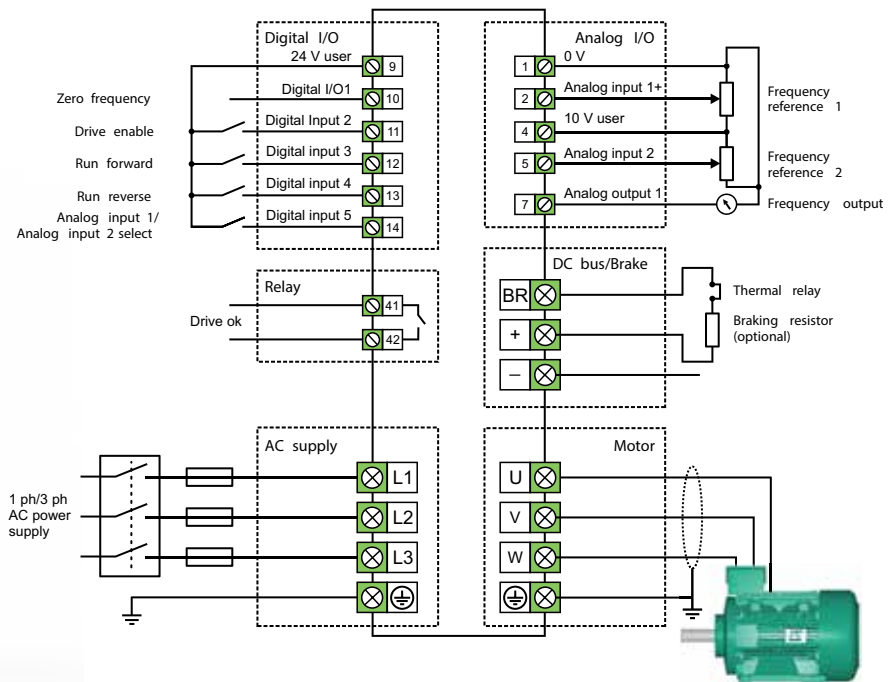 Digital I/O
24 V user
9
Zero frequency
Digital I/O1
10
Drive enable
Digital Input 2
11
Run forward
Digital input 3
12
Run reverse
Digital input 4
13
Analog input 1/
Analog input 2 select
Digital input 5
14
Analog I/O
1
0 V
2
Analog input 1+
Frequency
reference 1
4
10 V user
5
Analog input 2
Frequency
reference 2
7
Analog output 1
Frequency output
Relay
Drive ok
41
42
DC bus/Brake
BR
+
−
Thermal relay
Braking resistor
(optional)
AC supply
1 ph/3 ph
AC power
supply
L1
L2
L3
Motor
U
V
W